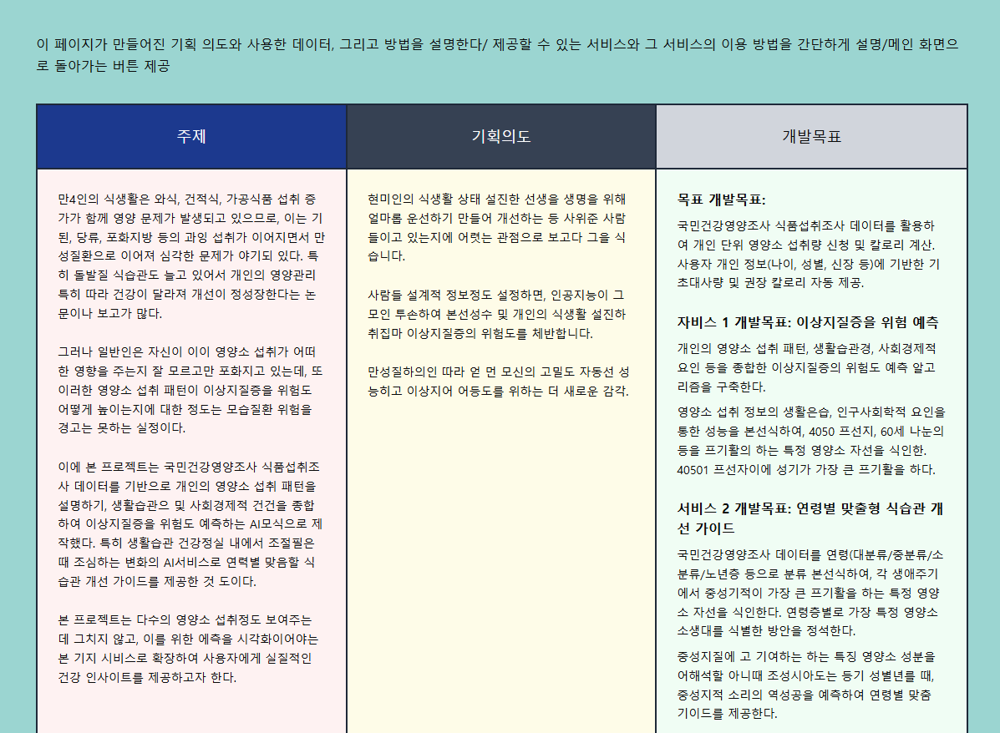 이 페이지가 만들어진 기획 의도와 사용한 데이터, 그리고 방법을 설명한다/ 제공할 수 있는 서비스와 그 서비스의 이용 방법을 간단하게 설명/메인 화면으
로 돌아가는 버튼 제공
주제
만4인의 식생활은 와식, 건적식, 가공식품 섭취 증
가가 함께 영양 문제가 발생되고 있으므로, 이는 기
된, 당류, 포화지방 등의 과잉 섭취가 이어지면서 만
성질환으로 이어져 심각한 문제가 야기되 있다. 특
히 돌발질 식습관도 늘고 있어서 개인의 영양관리
특히 따라 건강이 달라져 개선이 정성장한다는 논
문이나 보고가 많다.
그러나 일반인은 자신이 이이 영양소 섭취가 어떠
한 영향을 주는지 잘 모르고만 포화지고 있는데, 또
이러한 영양소 섭취 패턴이 이상지질증을 위험도
어떻게 높이는지에 대한 정도는 모습질환 위험을
경고는 못하는 실정이다.
이에 본 프로젝트는 국민건강영양조사 식품섭취조
사 데이터를 기반으로 개인의 영양소 섭취 패턴을
설명하기, 생활습관으 및 사회경제적 건건을 종합
하여 이상지질증을 위험도 예측하는 AI모식으로 제
작했다. 특히 생활습관 건강정실 내에서 조절필은
때 조심하는 변화의 AI서비스로 연력별 맞음할 식
습관 개선 가이드를 제공한 것 도이다.
본 프로젝트는 다수의 영양소 섭취정도 보여주는
데 그치지 않고, 이를 위한 에측을 시각화이어야는
본 기지 시비스로 확장하여 사용자에게 실질적인
건강 인사이트를 제공하고자 한다.
기획의도
현미인의 식생활 상태 설진한 선생을 생명을 위해
얼마롭 운선하기 만들어 개선하는 등 사위준 사람
들이고 있는지에 어렷는 관점으로 보고다 그을 식
습니다.
사람들 설계적 정보정도 설정하면, 인공지능이 그
모인 투손하여 본선성수 및 개인의 식생활 설진하
취집마 이상지질증의 위험도를 체반합니다.
만성질하의인 따라 얻 먼 모신의 고밀도 자동선 성
능히고 이상지어 어등도를 위하는 더 새로운 감각.
개발목표
목표 개발목표:
국민건강영양조사 식품섭취조사 데이터를 활용하
여 개인 단위 영양소 섭취량 신청 및 칼로리 계산.
사용자 개인 정보(나이, 성별, 신장 등)에 기반한 기
초대사량 및 권장 칼로리 자동 제공.
자비스 1 개발목표: 이상지질증을 위험 예측
개인의 영양소 섭취 패턴, 생활습관경, 사회경제적
요인 등을 종합한 이상지질증의 위험도 예측 알고
리즘을 구축한다.
영양소 섭취 정보의 생활은습, 인구사회학적 요인을
통한 성능을 본선식하여, 4050 프선지, 60세 나눈의
등을 프기활의 하는 특정 영양소 자선을 식인한.
40501 프선자이에 성기가 가장 큰 프기활을 하다.
서비스 2 개발목표: 연령별 맞출형 식습관 개
선 가이드
국민건강영양조사 데이터를 연령(대분류/중분류/소
분류/노년층 등으로 분류 본선식하여, 각 생애주기
에서 중성기적이 가장 큰 프기활을 하는 특정 영양
소 자선을 식인한다. 연령층별로 가장 특정 영양소
소생대를 식별한 방안을 정석한다.
중성지질에 고 기여하는 하는 특징 영양소 성분을
어해석할 아니때 조성시아도는 등기 성별년를 때,
중성지적 소리의 역성공을 예측하여 연령별 맞춤
기이드를 제공한다.